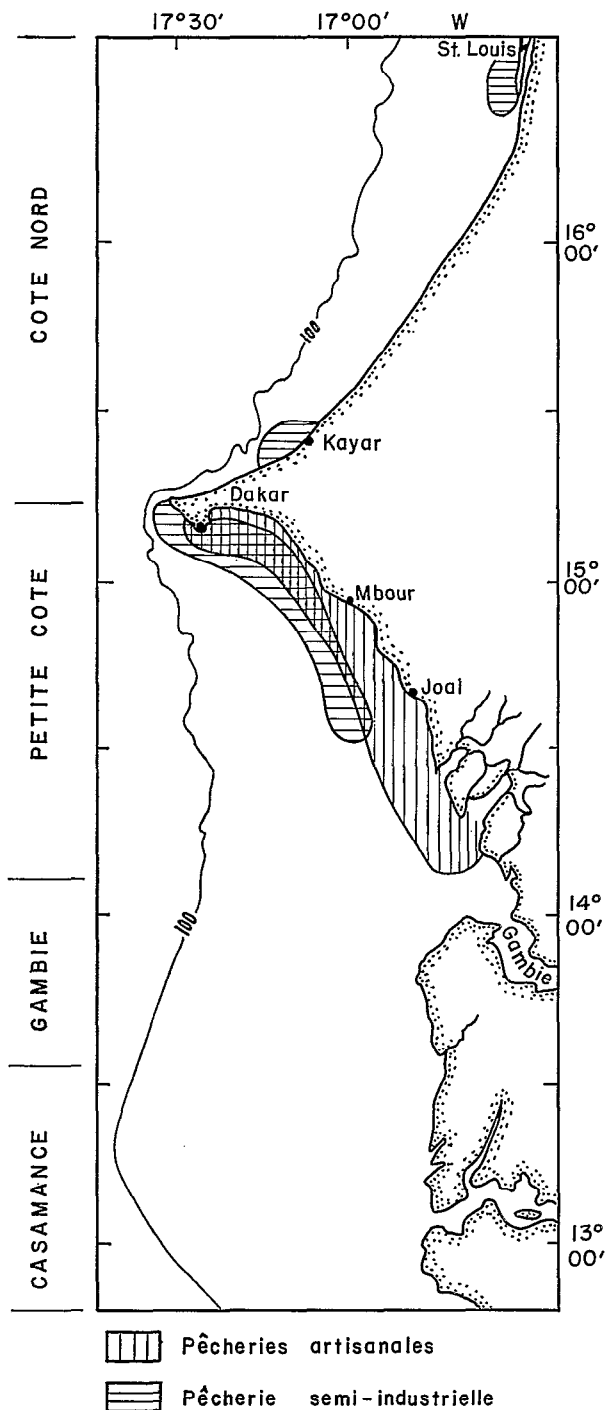 17°30' 17°00' W
St. Louis
COTE NORD
16°
00'
100
Kayar
Dakar
15°
00'
Mbour
PETITE COTE
Joal
14°
00'
100
Gambie
GAMBIE
CASAMANCE
13°
00'
Pêcheries artisanales
Pêcherie semi-industrielle